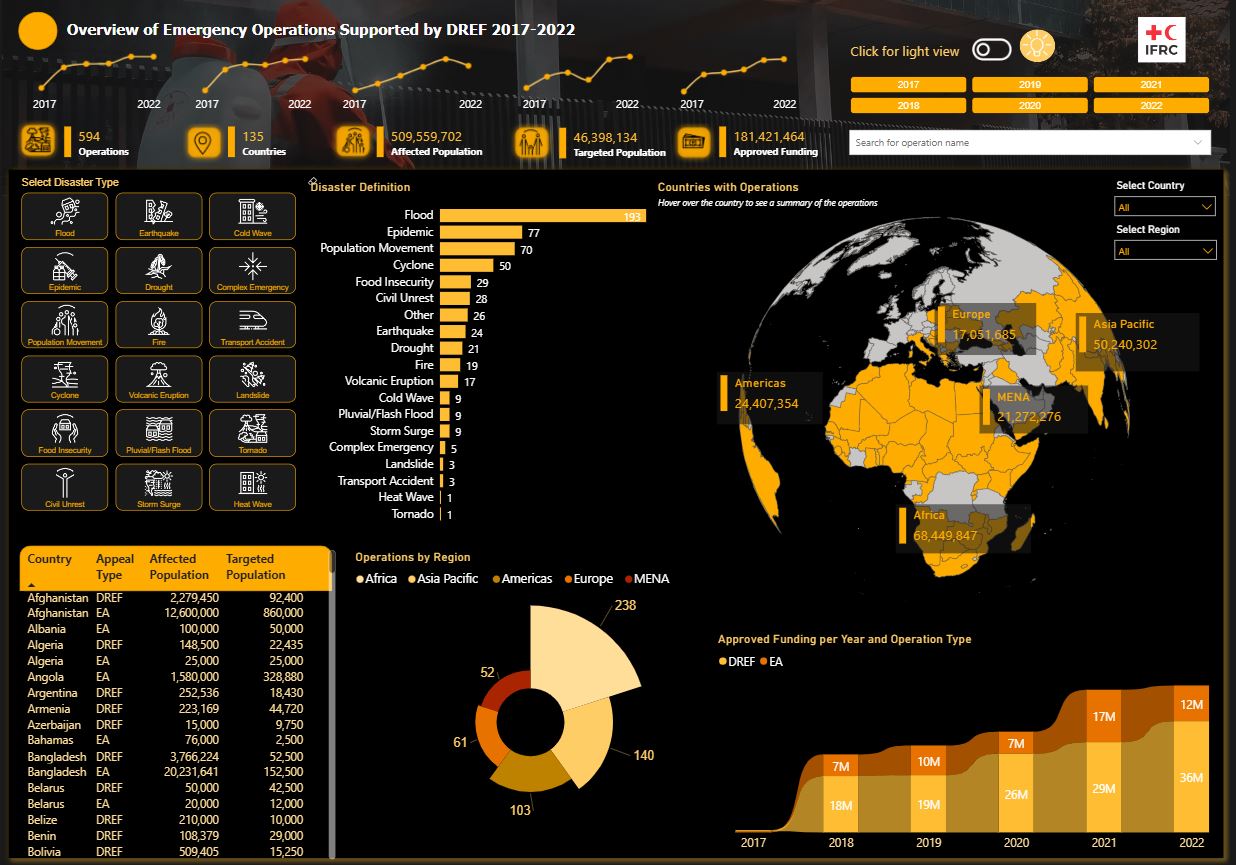 Overview of Emergency Operations Supported by DREF 2017-2022
2017 2022
2017 2022
2017 2022
2017 2022
2017 2022
594
Operations
135
Countries
509,559,702
Affected Population
46,398,134
Targeted Population
181,421,464
Approved Funding
Click for light view
IFRC
2017 2019 2021
2018 2020 2022
Search for operation name
Select Disaster Type
Flood Earthquake Cold Wave
Epidemic Drought Complex Emergency
Population Movement Fire Transport Accident
Cyclone Volcanic Eruption Landslide
Food Insecurity Pluvial/Flash Flood Tornado
Civil Unrest Storm Surge Heat Wave
Disaster Definition
Flood 193
Epidemic 77
Population Movement 70
Cyclone 50
Food Insecurity 29
Civil Unrest 28
Other 26
Earthquake 24
Drought 21
Fire 19
Volcanic Eruption 17
Cold Wave 9
Pluvial/Flash Flood 9
Storm Surge 9
Complex Emergency 5
Landslide 3
Transport Accident 3
Heat Wave 1
Tornado 1
Countries with Operations
Hover over the country to see a summary of the operations
Select Country
All
Select Region
All
Europe
17,051,685
Asia Pacific
50,240,302
Americas
24,407,354
MENA
21,272,276
Africa
68,449,847
Country Appeal Type Affected Population Targeted Population
Afghanistan DREF 2,279,450 92,400
Afghanistan EA 12,600,000 860,000
Albania EA 100,000 50,000
Algeria DREF 148,500 22,435
Algeria EA 25,000 25,000
Angola EA 1,580,000 328,880
Argentina DREF 252,536 18,430
Armenia DREF 223,169 44,720
Azerbaijan DREF 15,000 9,750
Bahamas EA 76,000 2,500
Bangladesh DREF 3,766,224 52,500
Bangladesh EA 20,231,641 152,500
Belarus DREF 50,000 42,500
Belarus EA 20,000 12,000
Belize DREF 210,000 10,000
Benin DREF 108,379 29,000
Bolivia DREF 509,405 15,250
Operations by Region
Africa Asia Pacific Americas Europe MENA
238
52
61
140
103
Approved Funding per Year and Operation Type
DREF EA
7M 10M 7M 17M 12M
18M 19M 26M 29M 36M
2017 2018 2019 2020 2021 2022